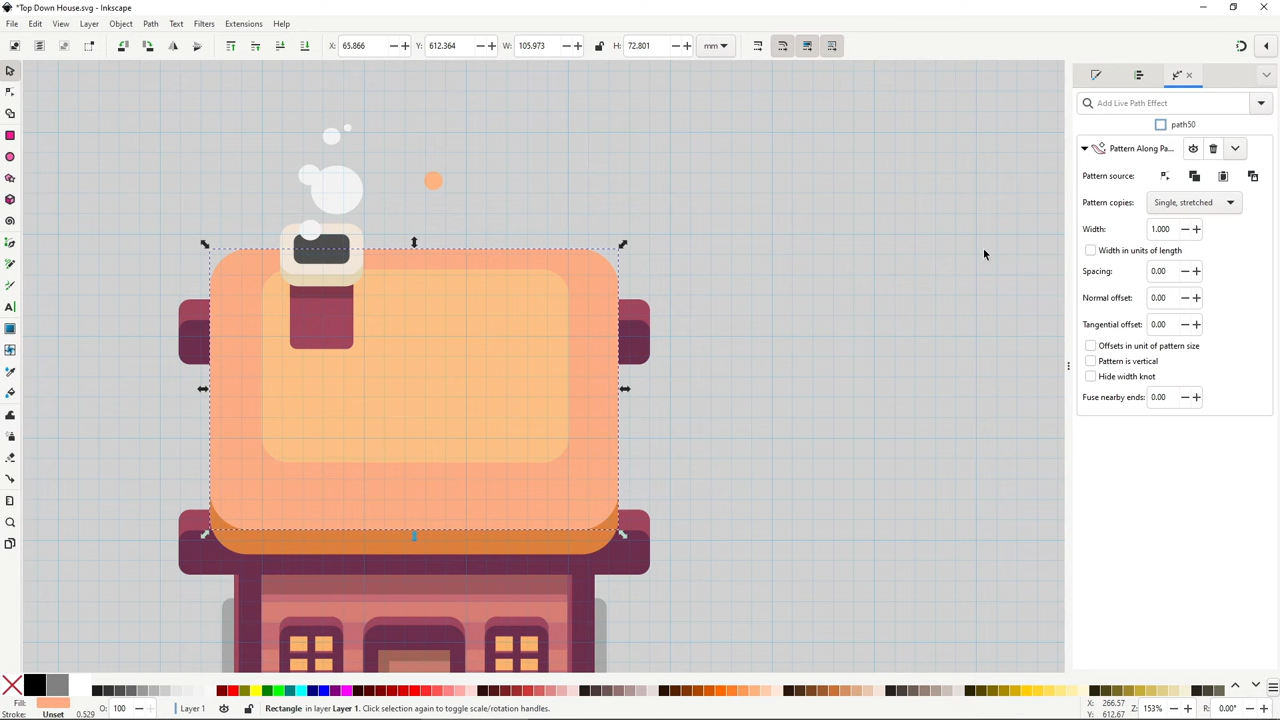 *Top Down House.svg - Inkscape
File Edit View Layer Object Path Text Filters Extensions Help
X: 65.866 Y: 612.364 W: 105.973 H: 72.801 mm
Add Live Path Effect
path50
Pattern Along Pa...
Pattern source:
Pattern copies: Single, stretched
Width: 1.000
Width in units of length
Spacing: 0.00
Normal offset: 0.00
Tangential offset: 0.00
Offsets in unit of pattern size
Pattern is vertical
Hide width knot
Fuse nearby ends: 0.00
Fill: O: 100 Layer 1 Rectangle in layer Layer 1. Click selection again to toggle scale/rotation handles. X: 266.57 Z: 153% R: 0.00°
Stroke: Unset 0.529 Y: 612.67